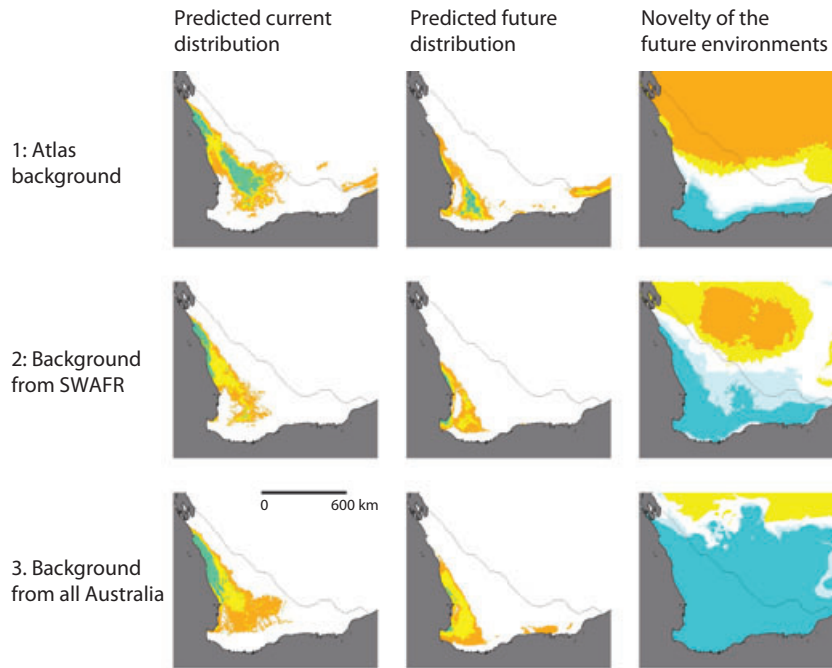 Predicted current
distribution
Predicted future
distribution
Novelty of the
future environments
1: Atlas
background
2: Background
from SWAFR
0 600 km
3. Background
from all Australia